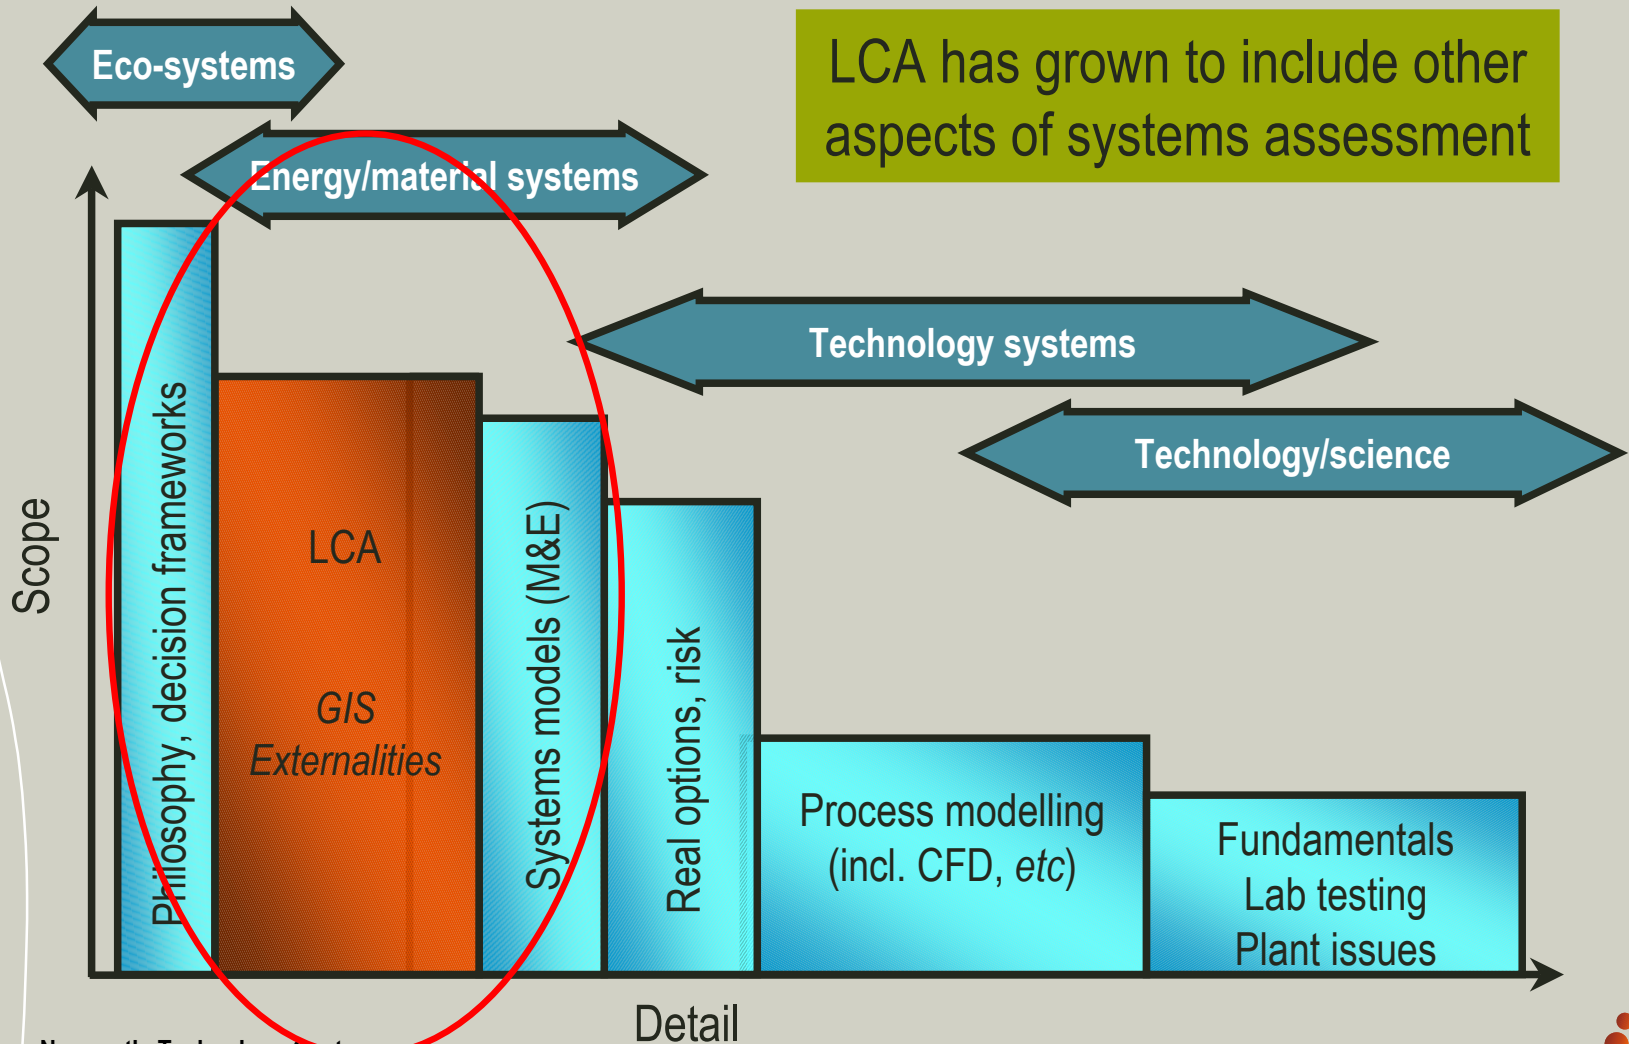 Eco-systems
LCA has grown to include other
aspects of systems assessment
Energy/material systems
Technology systems
Technology/science
Scope
Philosophy, decision frameworks
LCA
GIS
Externalities
Systems models (M&E)
Real options, risk
Process modelling
(incl. CFD, etc)
Fundamentals
Lab testing
Plant issues
Detail